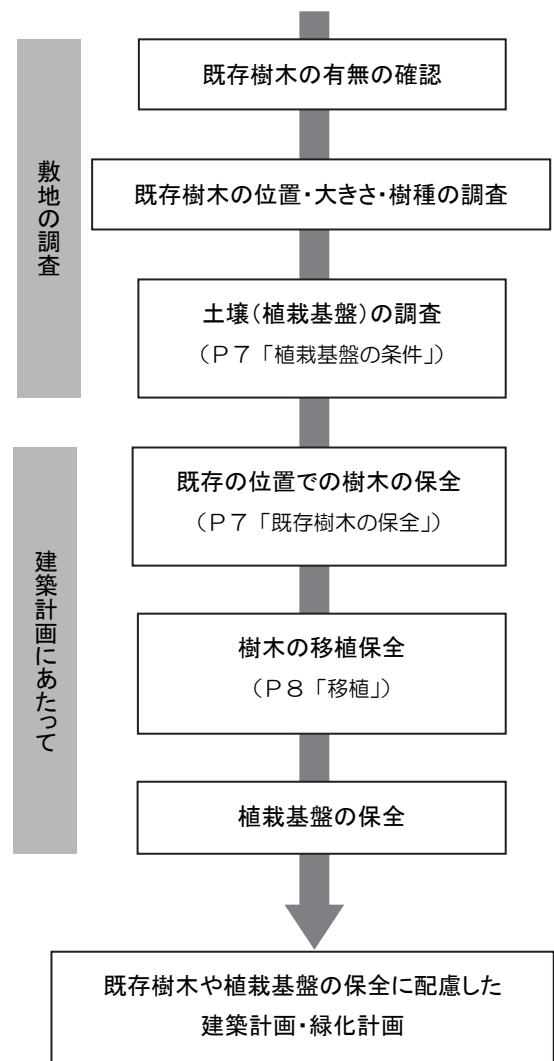 敷地の調査
既存樹木の有無の確認
既存樹木の位置・大きさ・樹種の調査
土壌(植栽基盤)の調査
(P7「植栽基盤の条件」)
建築計画にあたって
既存の位置での樹木の保全
(P7「既存樹木の保全」)
樹木の移植保全
(P8「移植」)
植栽基盤の保全
既存樹木や植栽基盤の保全に配慮した
建築計画・緑化計画